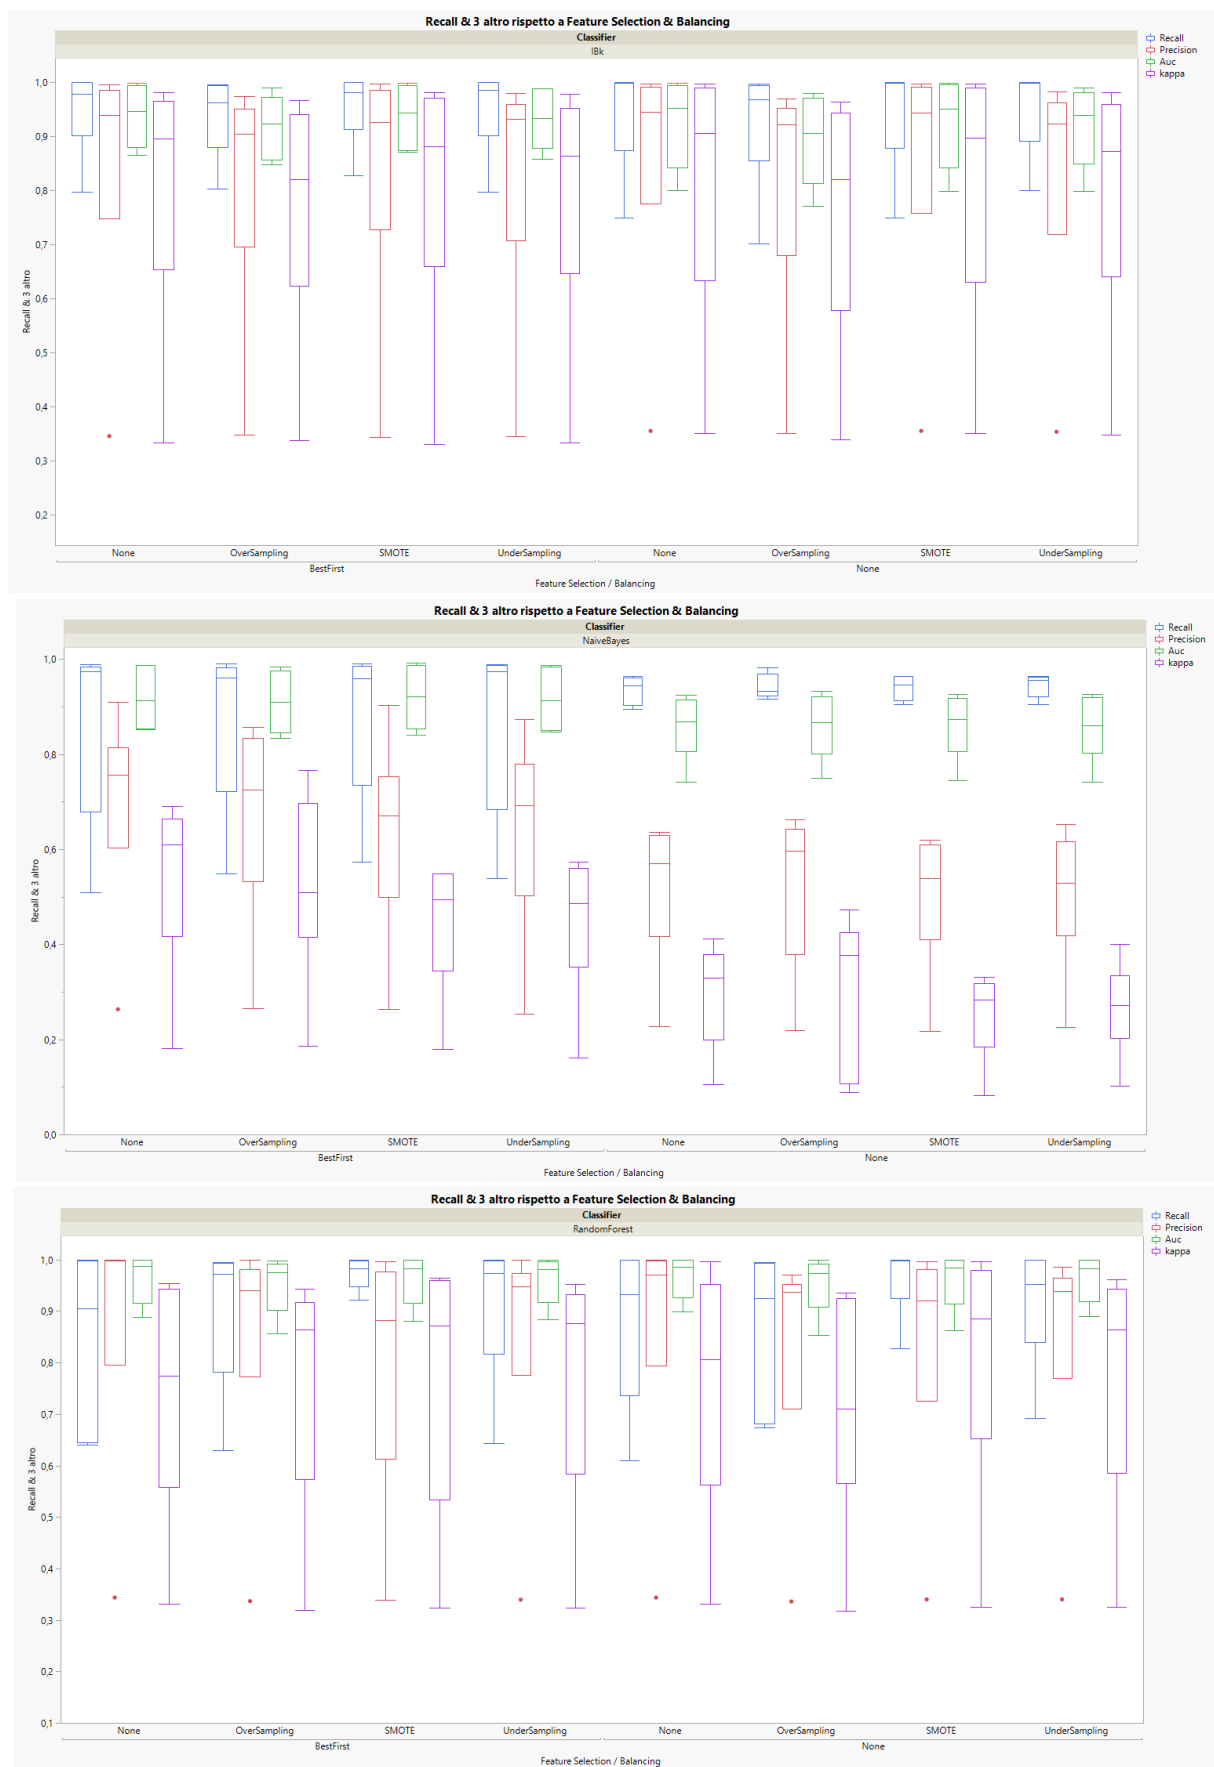 Recall & 3 altro rispetto a Feature Selection & Balancing
Classifier
IBk
Recall
Precision
Auc
kappa
1,0
0,9
0,8
0,7
0,6
0,5
0,4
0,3
0,2
Recall & 3 altro
None OverSampling SMOTE UnderSampling None OverSampling SMOTE UnderSampling
BestFirst None
Feature Selection / Balancing
Recall & 3 altro rispetto a Feature Selection & Balancing
Classifier
NaiveBayes
Recall
Precision
Auc
kappa
1,0
0,8
0,6
0,4
0,2
0,0
Recall & 3 altro
None OverSampling SMOTE UnderSampling None OverSampling SMOTE UnderSampling
BestFirst None
Feature Selection / Balancing
Recall & 3 altro rispetto a Feature Selection & Balancing
Classifier
RandomForest
Recall
Precision
Auc
kappa
1,0
0,9
0,8
0,7
0,6
0,5
0,4
0,3
0,2
0,1
Recall & 3 altro
None OverSampling SMOTE UnderSampling None OverSampling SMOTE UnderSampling
BestFirst None
Feature Selection / Balancing